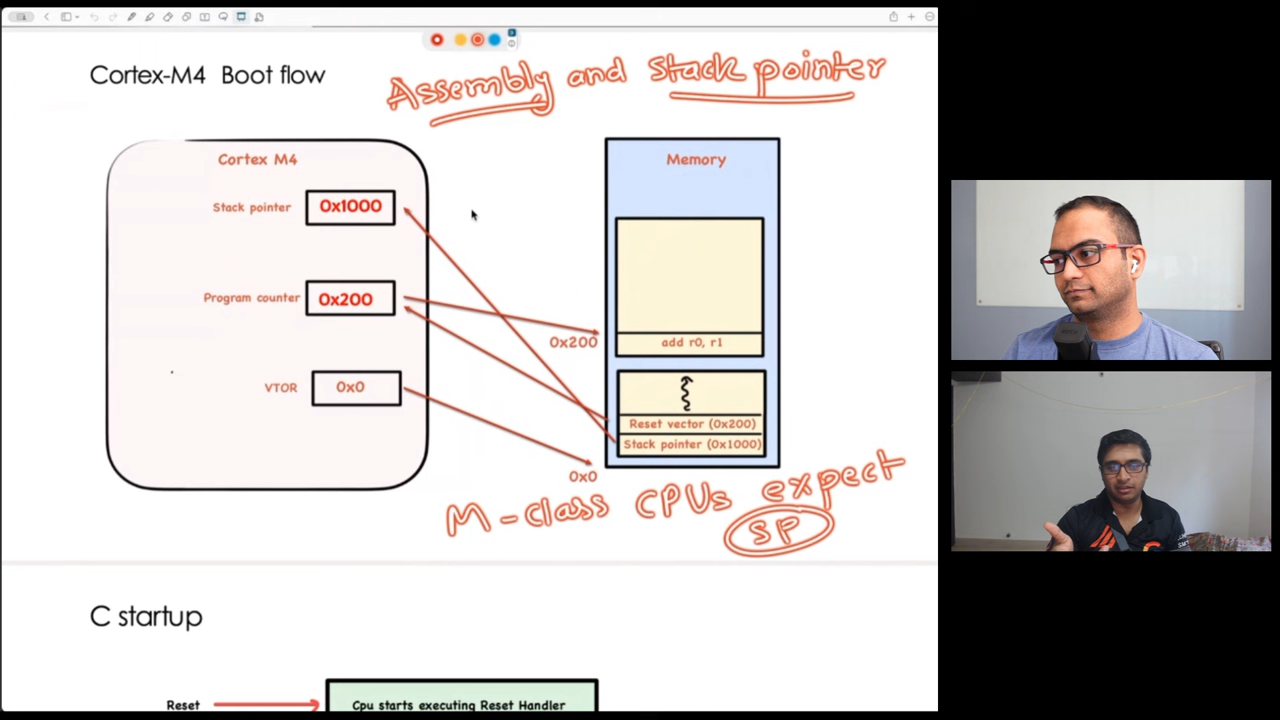 Cortex-M4 Boot flow
Assembly and Stack pointer
Cortex M4
Memory
Stack pointer
0x1000
Program counter
0x200
0x200
add r0, r1
VTOR
0x0
Reset vector (0x200)
Stack pointer (0x1000)
0x0
M-class CPUs expect
SP
C startup
Reset
Cpu starts executing Reset Handler